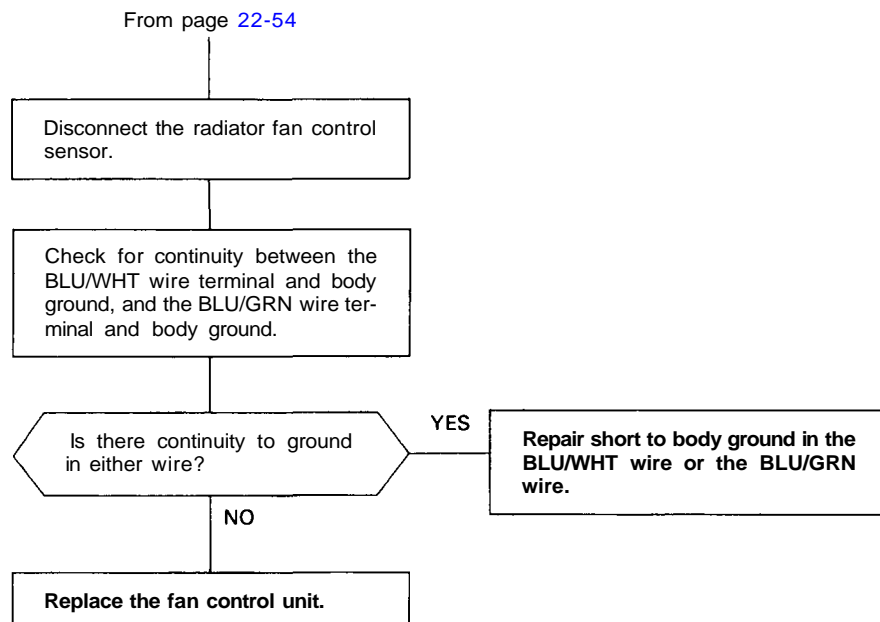 From page 22-54
Disconnect the radiator fan control
sensor.
Check for continuity between the
BLU/WHT wire terminal and body
ground, and the BLU/GRN wire ter-
minal and body ground.
Is there continuity to ground
in either wire?
YES
Repair short to body ground in the
BLU/WHT wire or the BLU/GRN
wire.
NO
Replace the fan control unit.